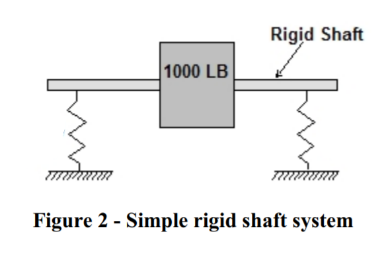 Rigid Shaft
1000 LB
Figure 2 - Simple rigid shaft system